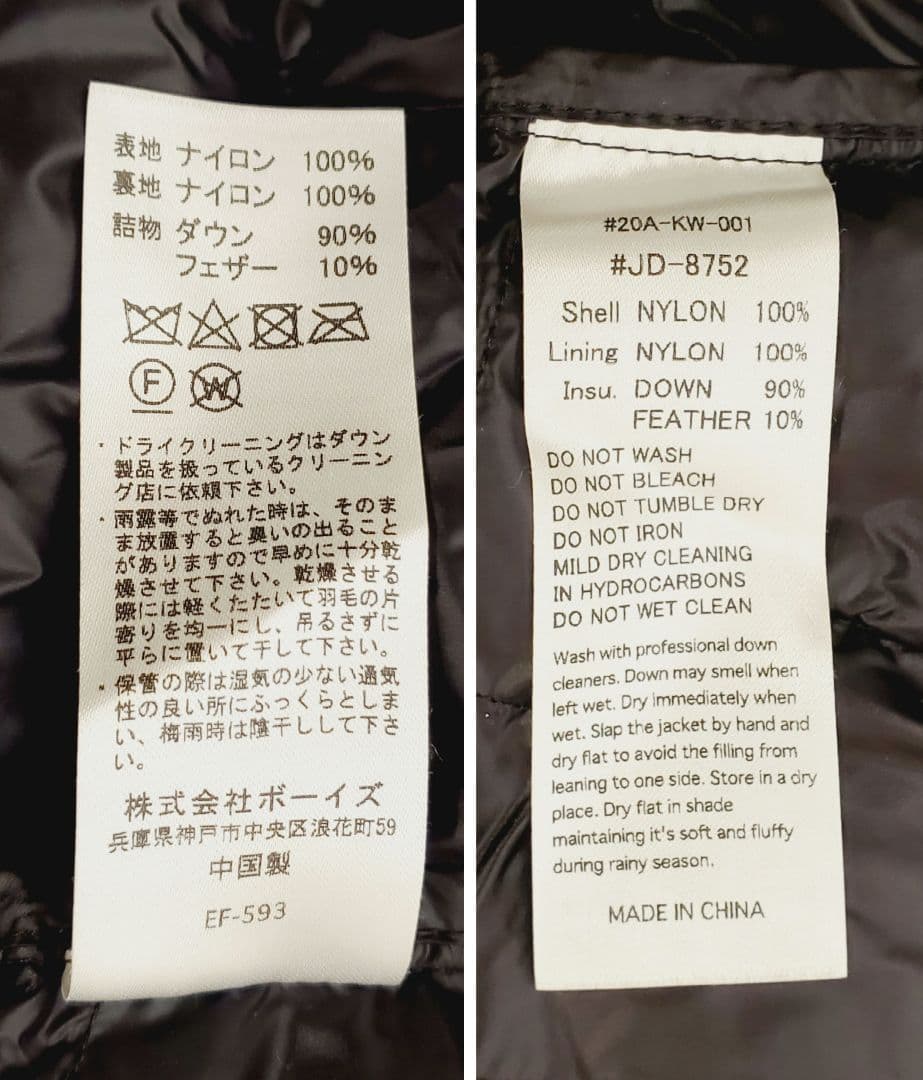 表地 ナイロン 100%
裏地 ナイロン 100%
詰物 ダウン 90%
フェザー 10%
F W
・ドライクリーニングはダウン
製品を扱っているクリーニン
グ店に依頼下さい。
・雨露等でぬれた時は、そのま
ま放置すると臭いの出ること
がありますので早めに十分乾
燥させて下さい。乾燥させる
際には軽くたたいて羽毛の片
寄りを均一にし、吊るさずに
平らに置いて干して下さい。
・保管の際は湿気の少ない通気
性の良い所にふっくらとしま
い、梅雨時は陰干しして下さ
い。
株式会社ボーイズ
兵庫県神戸市中央区浪花町59
中国製
EF-593
#20A-KW-001
#JD-8752
Shell NYLON 100%
Lining NYLON 100%
Insu. DOWN 90%
FEATHER 10%
DO NOT WASH
DO NOT BLEACH
DO NOT TUMBLE DRY
DO NOT IRON
MILD DRY CLEANING
IN HYDROCARBONS
DO NOT WET CLEAN
Wash with professional down
cleaners. Down may smell when
left wet. Dry immediately when
wet. Slap the jacket by hand and
dry flat to avoid the filling from
leaning to one side. Store in a dry
place. Dry flat in shade
maintaining it's soft and fluffy
during rainy season.
MADE IN CHINA